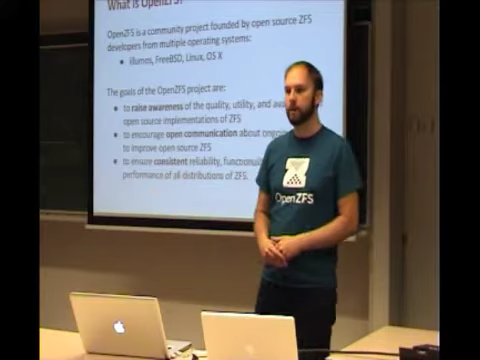 What is OpenZFS?
OpenZFS is a community project founded by open source ZFS
developers from multiple operating systems:
illumos, FreeBSD, Linux, OS X
The goals of the OpenZFS project are:
to raise awareness of the quality, utility, and
open source implementations of ZFS
to encourage open communication about
to improve open source ZFS
to ensure consistent reliability,
performance of all distributions of ZFS.
OpenZFS